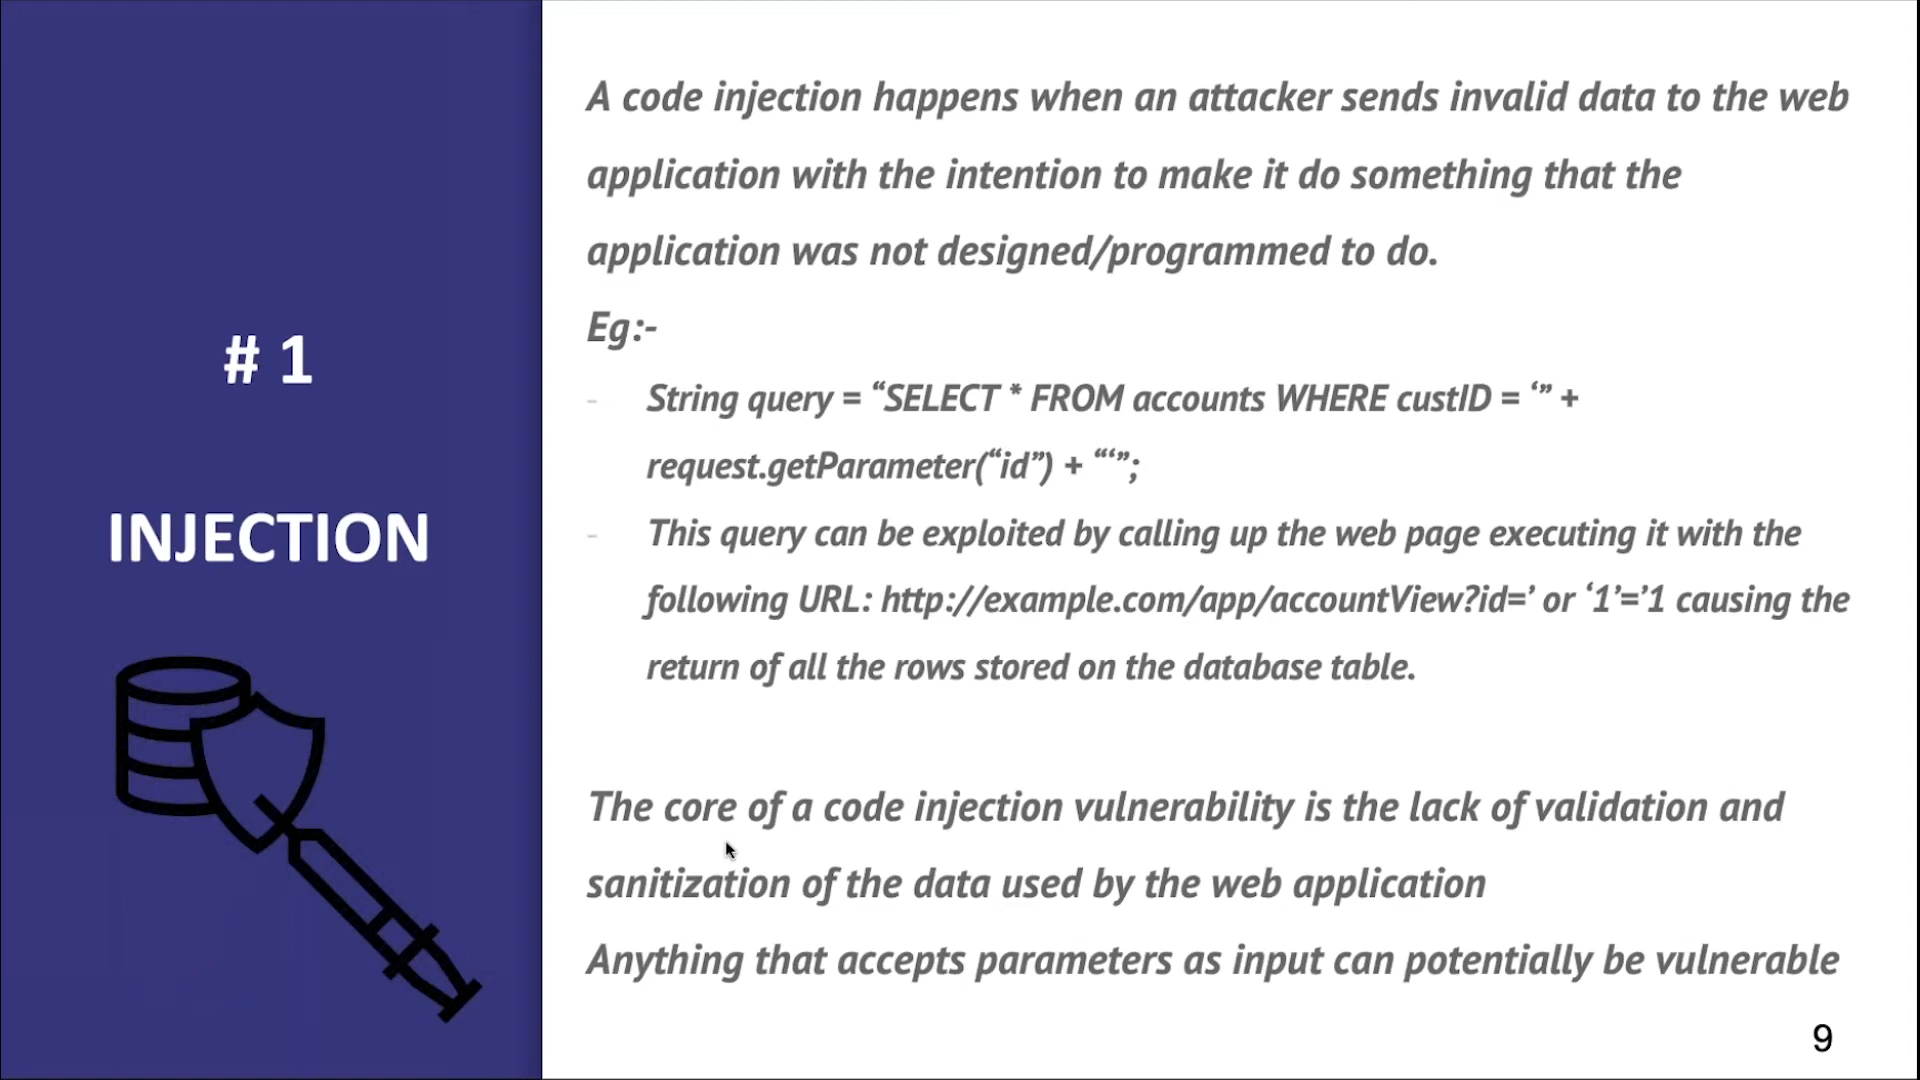 # 1
INJECTION
A code injection happens when an attacker sends invalid data to the web
application with the intention to make it do something that the
application was not designed/programmed to do.
Eg:-
- String query = “SELECT * FROM accounts WHERE custID = ‘” +
request.getParameter(“id”) + “‘”;
- This query can be exploited by calling up the web page executing it with the
following URL: http://example.com/app/accountView?id=’ or ‘1’=’1 causing the
return of all the rows stored on the database table.
The core of a code injection vulnerability is the lack of validation and
sanitization of the data used by the web application
Anything that accepts parameters as input can potentially be vulnerable
9